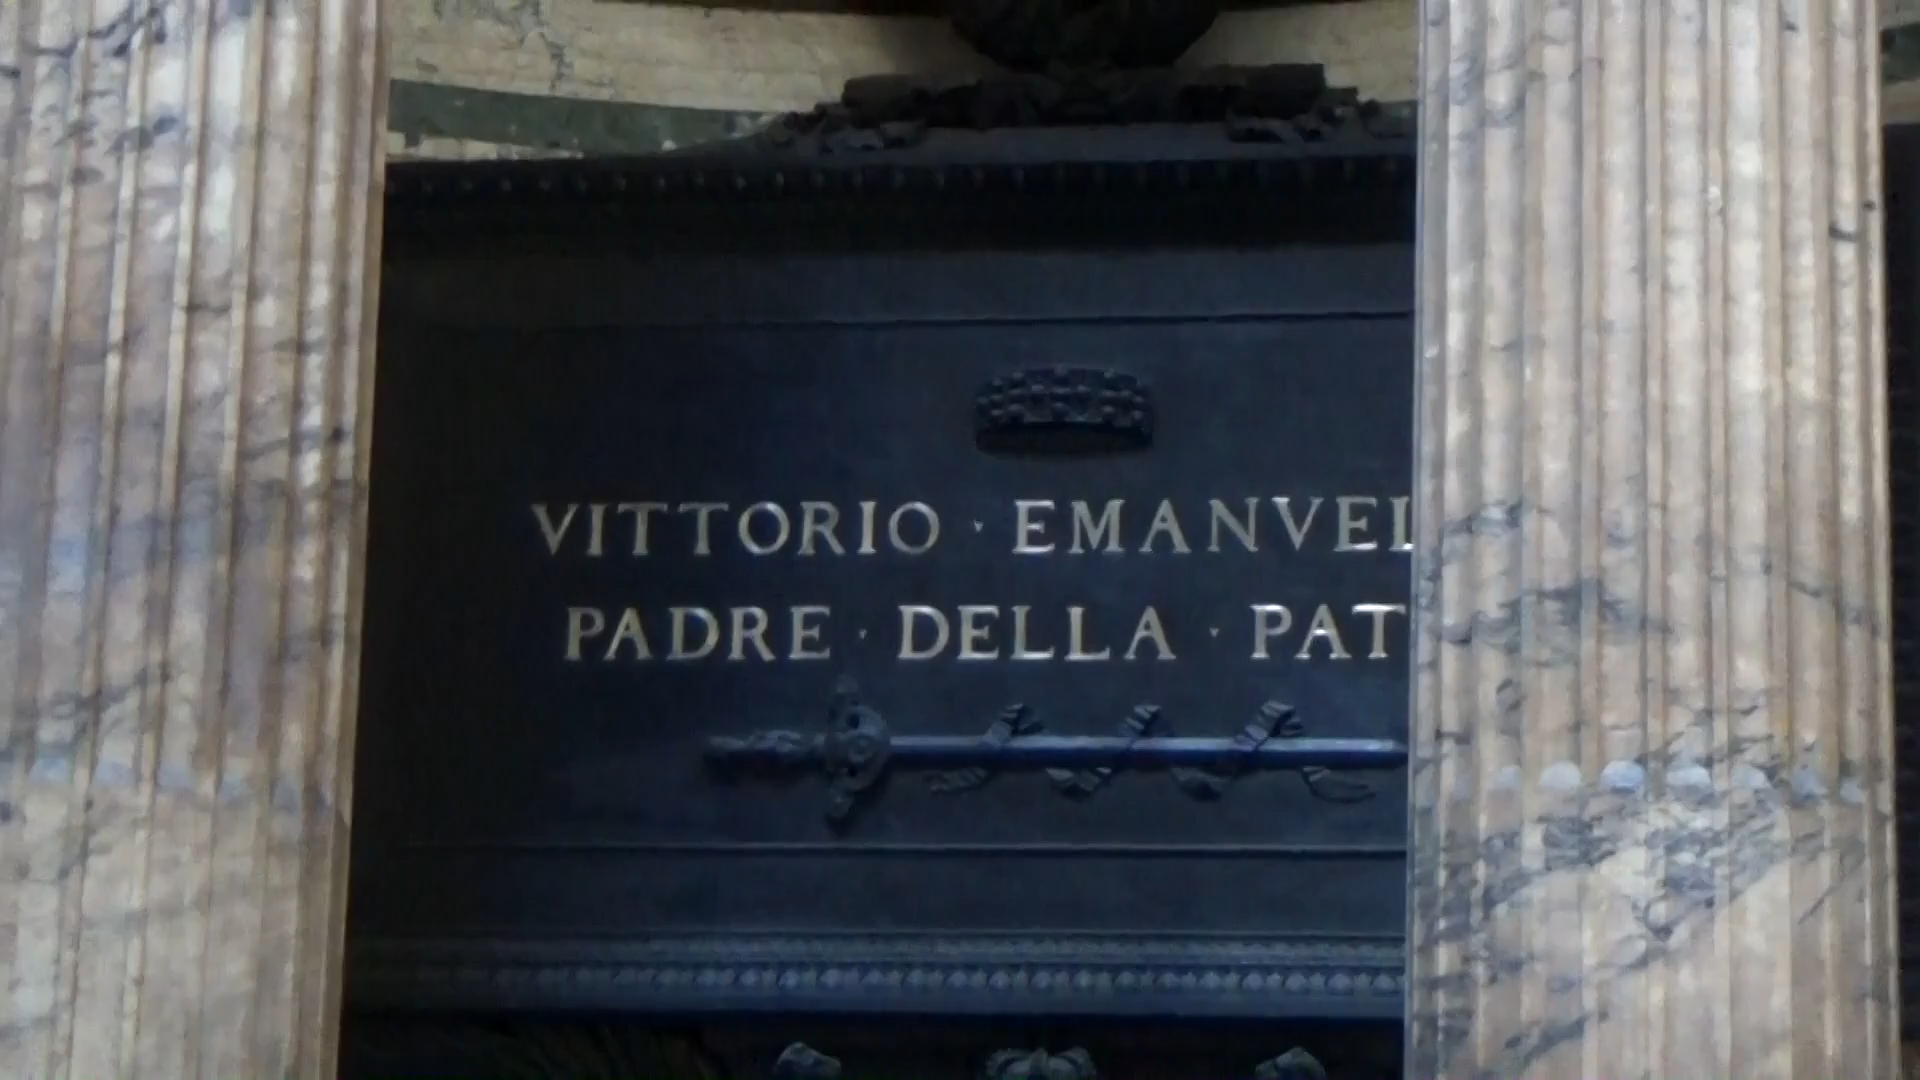 VITTORIO · EMANVEL
PADRE · DELLA · PAT